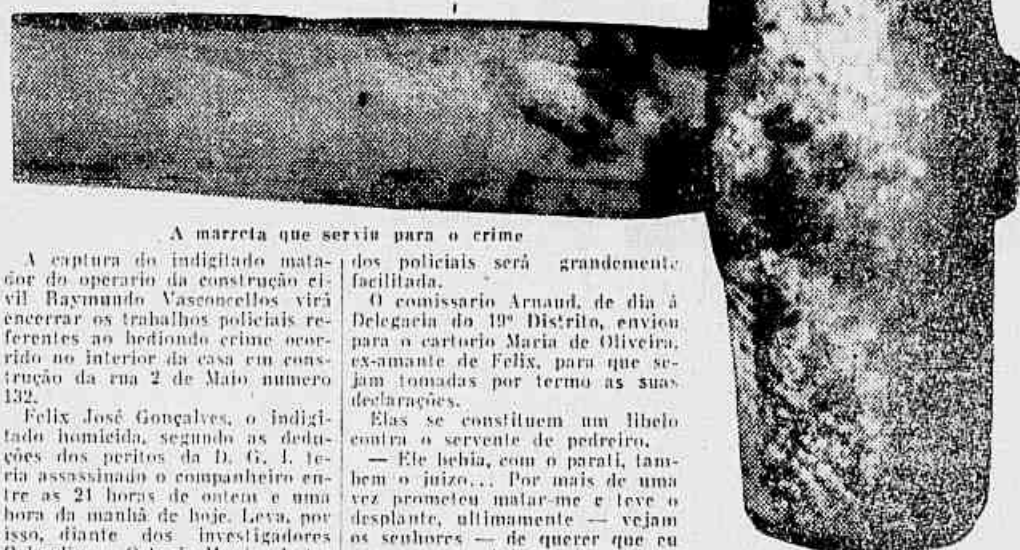 A marreta que serviu para o crime
A captura do indigitado mata-
dor do operario da construção ci-
vil Raymundo Vasconcellos virá
encerrar os trabalhos policiais re-
ferentes ao hediondo crime ocor-
rido no interior da casa em cons-
trução da rua 2 de Maio numero
132.
Felix José Gonçalves, o indigi-
tado homicida, segundo as dedu-
ções dos peritos da D. G. I. te-
ria assassinado o companheiro en-
tre as 21 horas de ontem e uma
hora da manhã de hoje. Leva, por
isso, diante dos investigadores
dos policiais será grandemente
facilitada.
O comissario Arnaud, de dia á
Delegacia do 19º Distrito, enviou
para o cartorio Maria de Oliveira,
ex-amante de Felix, para que se-
jam tomadas por termo as suas
declarações.
Elas se constituem um libelo
contra o servente de pedreiro.
— Ele bebia, com o parati, tam-
bem o juizo... Por mais de uma
vez prometeu matar-me e teve o
desplante, ultimamente — vejam
os senhores — de querer que eu